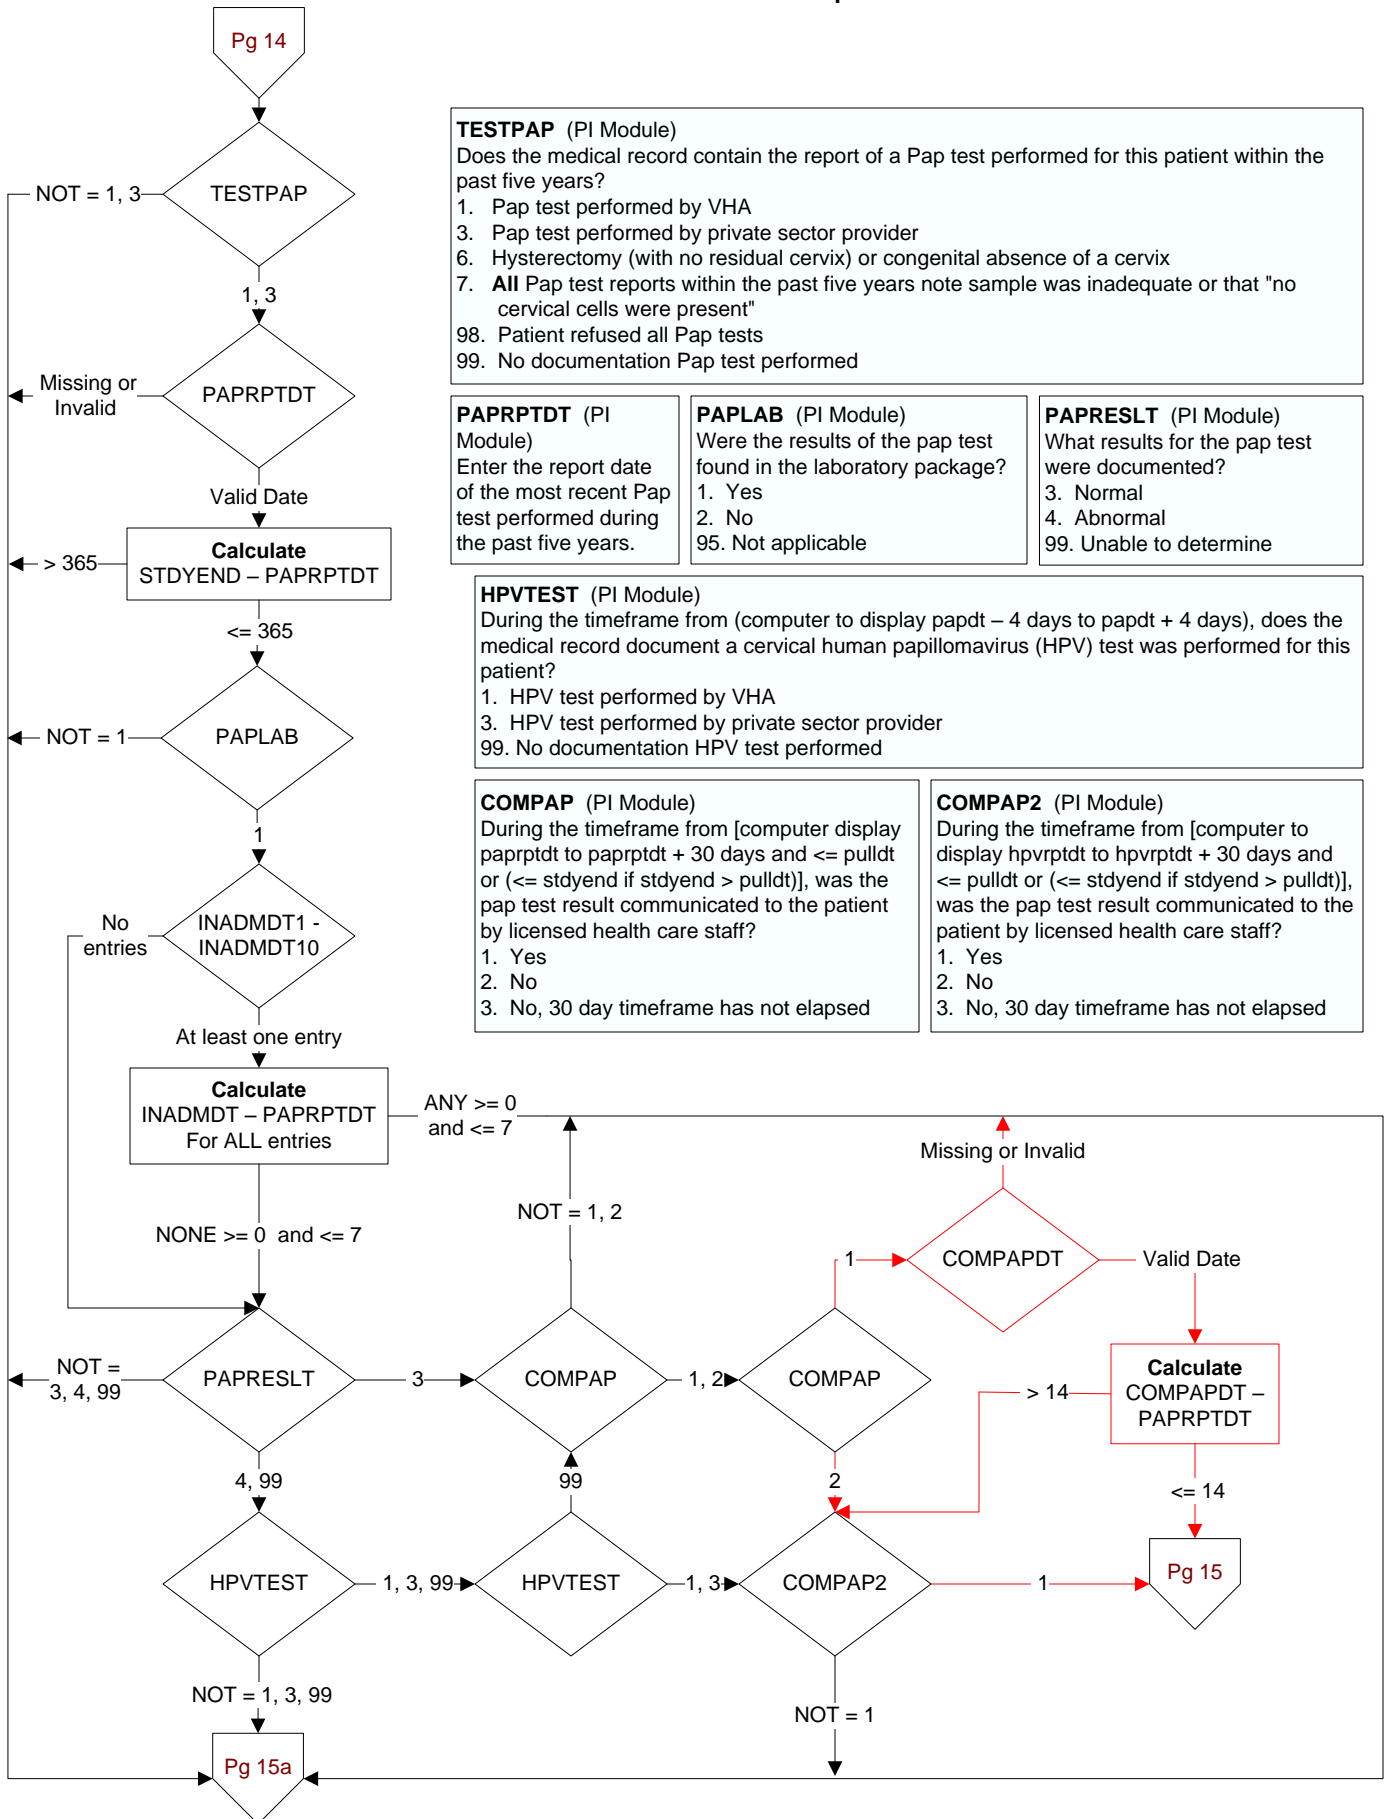 Pg 14
TESTPAP (PI Module)
Does the medical record contain the report of a Pap test performed for this patient within the
past five years?
1. Pap test performed by VHA
3. Pap test performed by private sector provider
6. Hysterectomy (with no residual cervix) or congenital absence of a cervix
7. All Pap test reports within the past five years note sample was inadequate or that "no
cervical cells were present"
98. Patient refused all Pap tests
99. No documentation Pap test performed
NOT = 1, 3
TESTPAP
1, 3
Missing or
Invalid
PAPRPTDT
Valid Date
PAPRPTDT (PI
Module)
Enter the report date
of the most recent Pap
test performed during
the past five years.
PAPLAB (PI Module)
Were the results of the pap test
found in the laboratory package?
1. Yes
2. No
95. Not applicable
PAPRESLT (PI Module)
What results for the pap test
were documented?
3. Normal
4. Abnormal
99. Unable to determine
> 365
Calculate
STDYEND – PAPRPTDT
<= 365
HPVTEST (PI Module)
During the timeframe from (computer to display papdt – 4 days to papdt + 4 days), does the
medical record document a cervical human papillomavirus (HPV) test was performed for this
patient?
1. HPV test performed by VHA
3. HPV test performed by private sector provider
99. No documentation HPV test performed
NOT = 1
PAPLAB
1
COMPAP (PI Module)
During the timeframe from [computer display
paprptdt to paprptdt + 30 days and <= pulldt
or (<= stdyend if stdyend > pulldt)], was the
pap test result communicated to the patient
by licensed health care staff?
1. Yes
2. No
3. No, 30 day timeframe has not elapsed
COMPAP2 (PI Module)
During the timeframe from [computer to
display hpvrptdt to hpvrptdt + 30 days and
<= pulldt or (<= stdyend if stdyend > pulldt)],
was the pap test result communicated to the
patient by licensed health care staff?
1. Yes
2. No
3. No, 30 day timeframe has not elapsed
No
entries
INADMDT1 -
INADMDT10
At least one entry
Calculate
INADMDT – PAPRPTDT
For ALL entries
ANY >= 0
and <= 7
Missing or Invalid
NONE >= 0 and <= 7
NOT = 1, 2
1
COMPAPDT
Valid Date
NOT =
3, 4, 99
PAPRESLT
3
COMPAP
1, 2
COMPAP
> 14
Calculate
COMPAPDT –
PAPRPTDT
4, 99
99
2
<= 14
HPVTEST
1, 3, 99
HPVTEST
1, 3
COMPAP2
1
Pg 15
NOT = 1, 3, 99
NOT = 1
Pg 15a